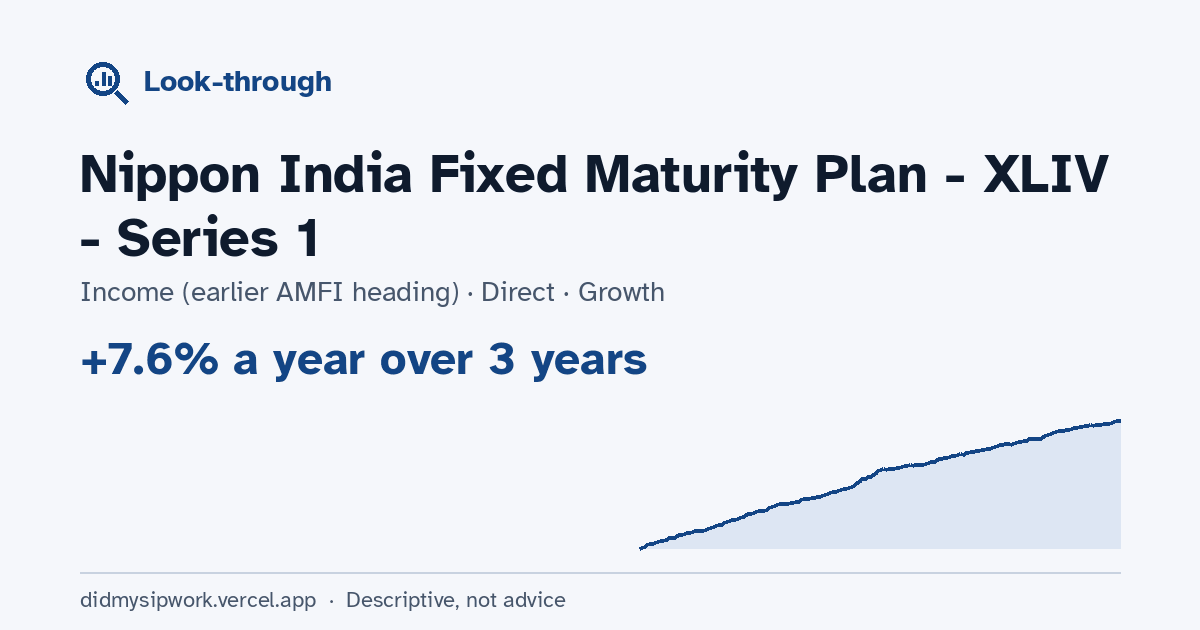 Look-through
Nippon India Fixed Maturity Plan - XLIV
- Series 1
Income (earlier AMFI heading) · Direct · Growth
+7.6% a year over 3 years
didmysipwork.vercel.app · Descriptive, not advice